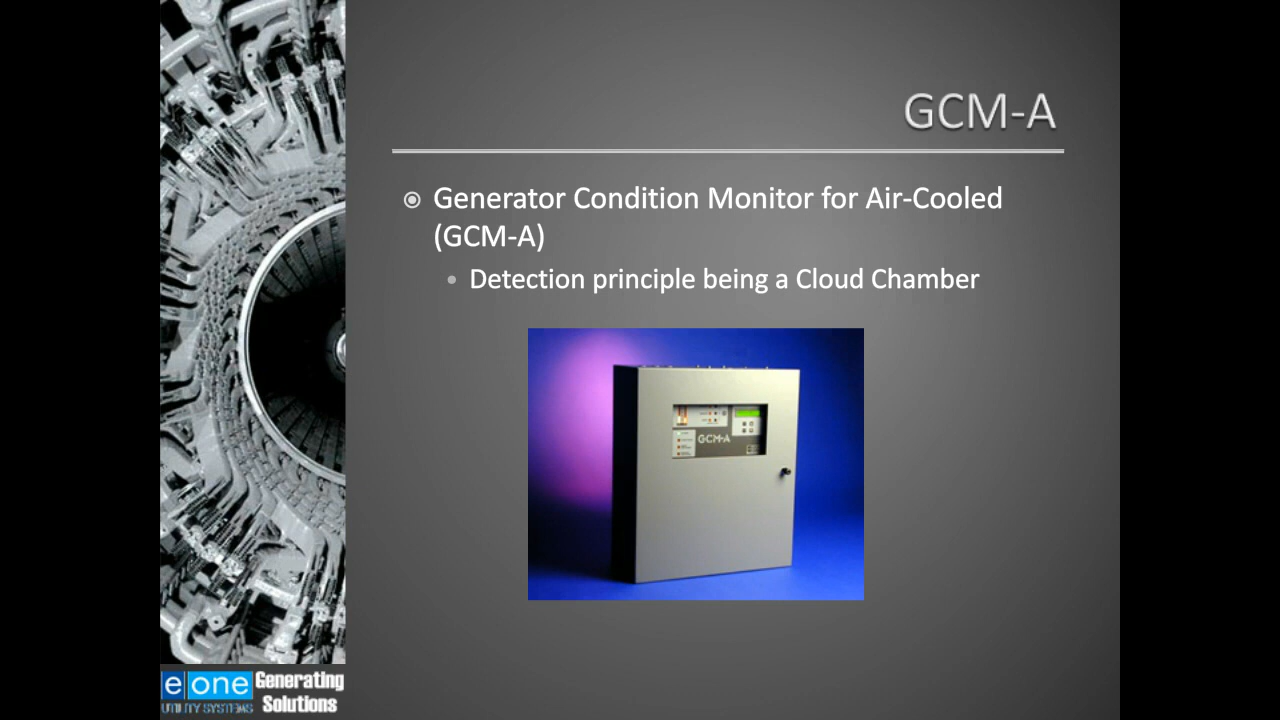 GCM-A
Generator Condition Monitor for Air-Cooled
(GCM-A)
Detection principle being a Cloud Chamber
GCM-A
e one Generating
UTILITY SYSTEMS Solutions